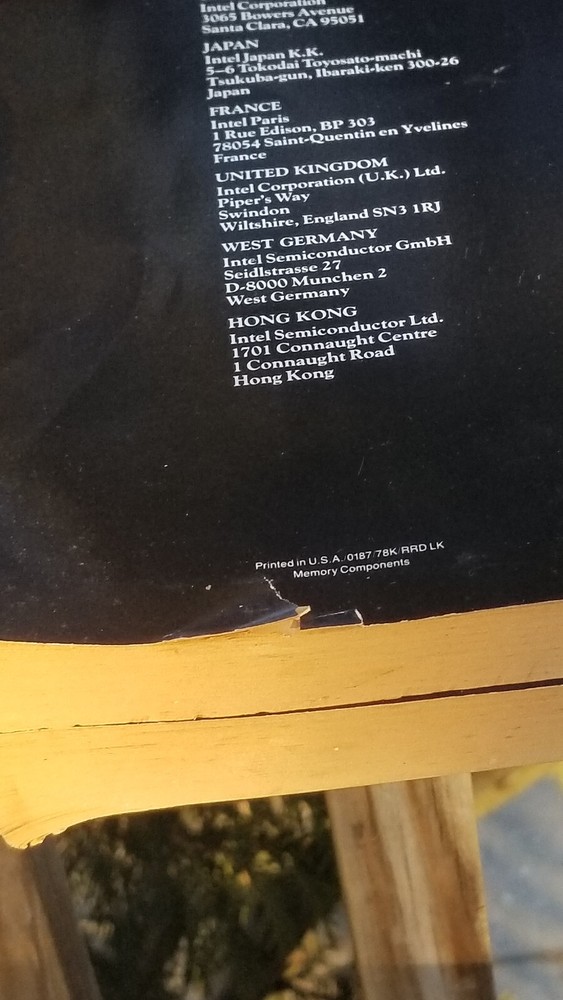 Intel Corporation
3065 Bowers Avenue
Santa Clara, CA 95051
JAPAN
Intel Japan K.K.
5–6 Tokodai Toyosato-machi
Tsukuba-gun, Ibaraki-ken 300-26
Japan
FRANCE
Intel Paris
1 Rue Edison, BP 303
78054 Saint-Quentin en Yvelines
France
UNITED KINGDOM
Intel Corporation (U.K.) Ltd.
Piper's Way
Swindon
Wiltshire, England SN3 1RJ
WEST GERMANY
Intel Semiconductor GmbH
Seidlstrasse 27
D-8000 Munchen 2
West Germany
HONG KONG
Intel Semiconductor Ltd.
1701 Connaught Centre
1 Connaught Road
Hong Kong
Printed in U.S.A./0187/78K/RRD LK
Memory Components